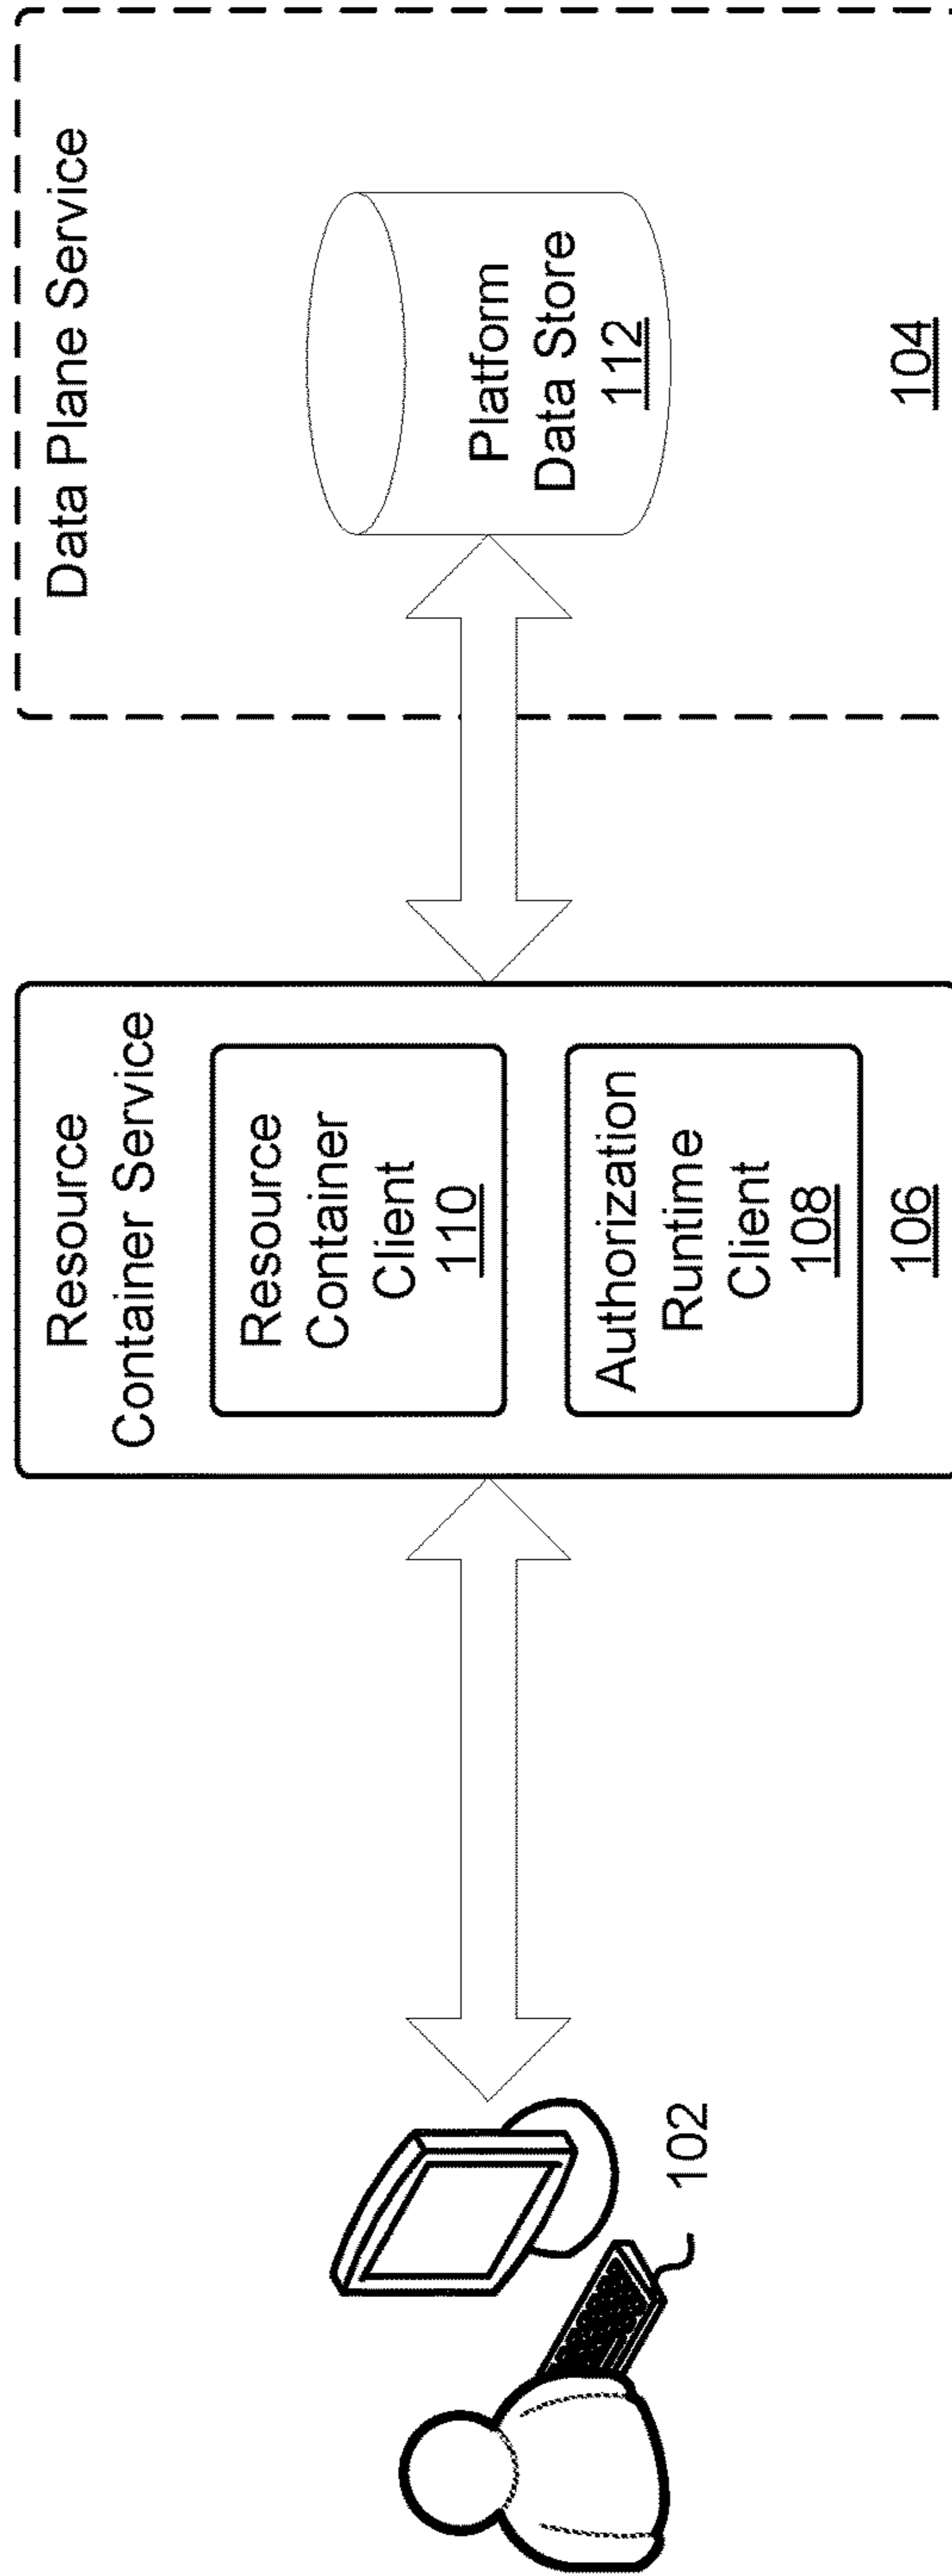 102
Resource
Container Service
Resource
Container
Client
110
Authorization
Runtime
Client
108
106
Data Plane Service
Platform
Data Store
112
104